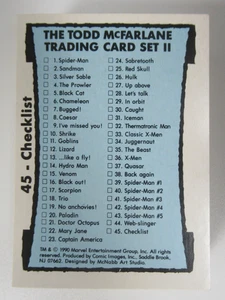 THE TODD McFARLANE
TRADING CARD SET II
45 - Checklist
1. Spider-Man
2. Sandman
3. Silver Sable
4. The Prowler
5. Black Cat
6. Chameleon
7. Bugged!
8. Caesar
9. I've missed you!
10. Shrike
11. Goblins
12. Lizard
13. ...like a fly!
14. Hydro Man
15. Venom
16. Black out!
17. Scorpion
18. Trio
19. No anchovies!
20. Paladin
21. Doctor Octopus
22. Mary Jane
23. Captain America
24. Sabretooth
25. Red Skull
26. Hulk
27. Up above
28. Let's talk
29. In orbit
30. Caught
31. Iceman
32. Thermatronic Man
33. Classic X-Men
34. Juggernaut
35. The Beast
36. X-Men
37. Quasar
38. Back again
39. Spider-Man #1
40. Spider-Man #2
41. Spider-Man #3
42. Spider-Man #4
43. Spider-Man #5
44. Web-slinger
45. Checklist
TM & © 1990 Marvel Entertainment Group, Inc. All rights
reserved. Produced by Comic Images, Inc. Saddle Brook,
NJ 07662. Designed by McNabb Art Studio